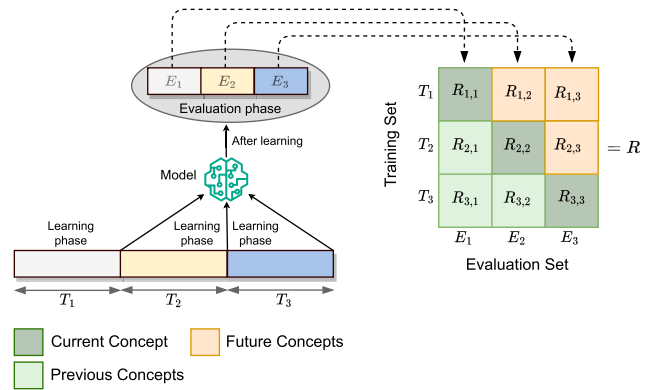 E1 E2 E3
Evaluation phase
After learning
Model
Learning
phase
Learning
phase
Learning
phase
T1 T2 T3
Training Set
T1 R1,1 R1,2 R1,3
T2 R2,1 R2,2 R2,3 = R
T3 R3,1 R3,2 R3,3
E1 E2 E3
Evaluation Set
Current Concept
Future Concepts
Previous Concepts